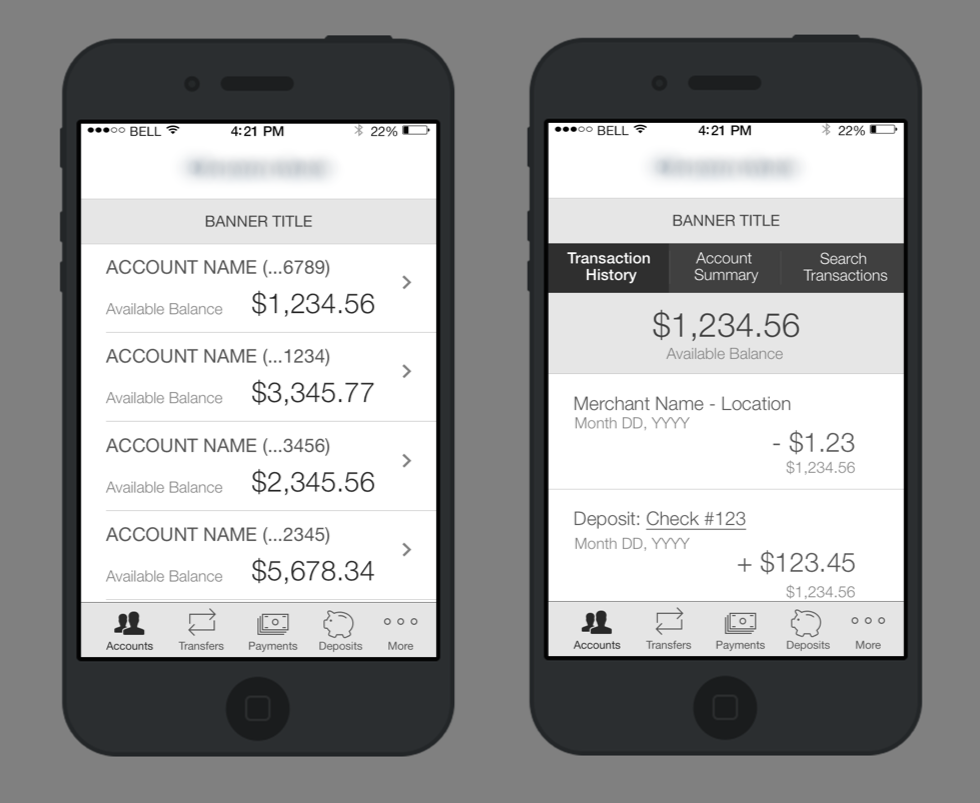 BELL 4:21 PM 22%
BANNER TITLE
ACCOUNT NAME (...6789)
Available Balance $1,234.56
ACCOUNT NAME (...1234)
Available Balance $3,345.77
ACCOUNT NAME (...3456)
Available Balance $2,345.56
ACCOUNT NAME (...2345)
Available Balance $5,678.34
Accounts Transfers Payments Deposits More
BELL 4:21 PM 22%
BANNER TITLE
Transaction History
Account Summary
Search Transactions
$1,234.56
Available Balance
Merchant Name - Location
Month DD, YYYY
- $1.23
$1,234.56
Deposit: Check #123
Month DD, YYYY
+ $123.45
$1,234.56
Accounts Transfers Payments Deposits More